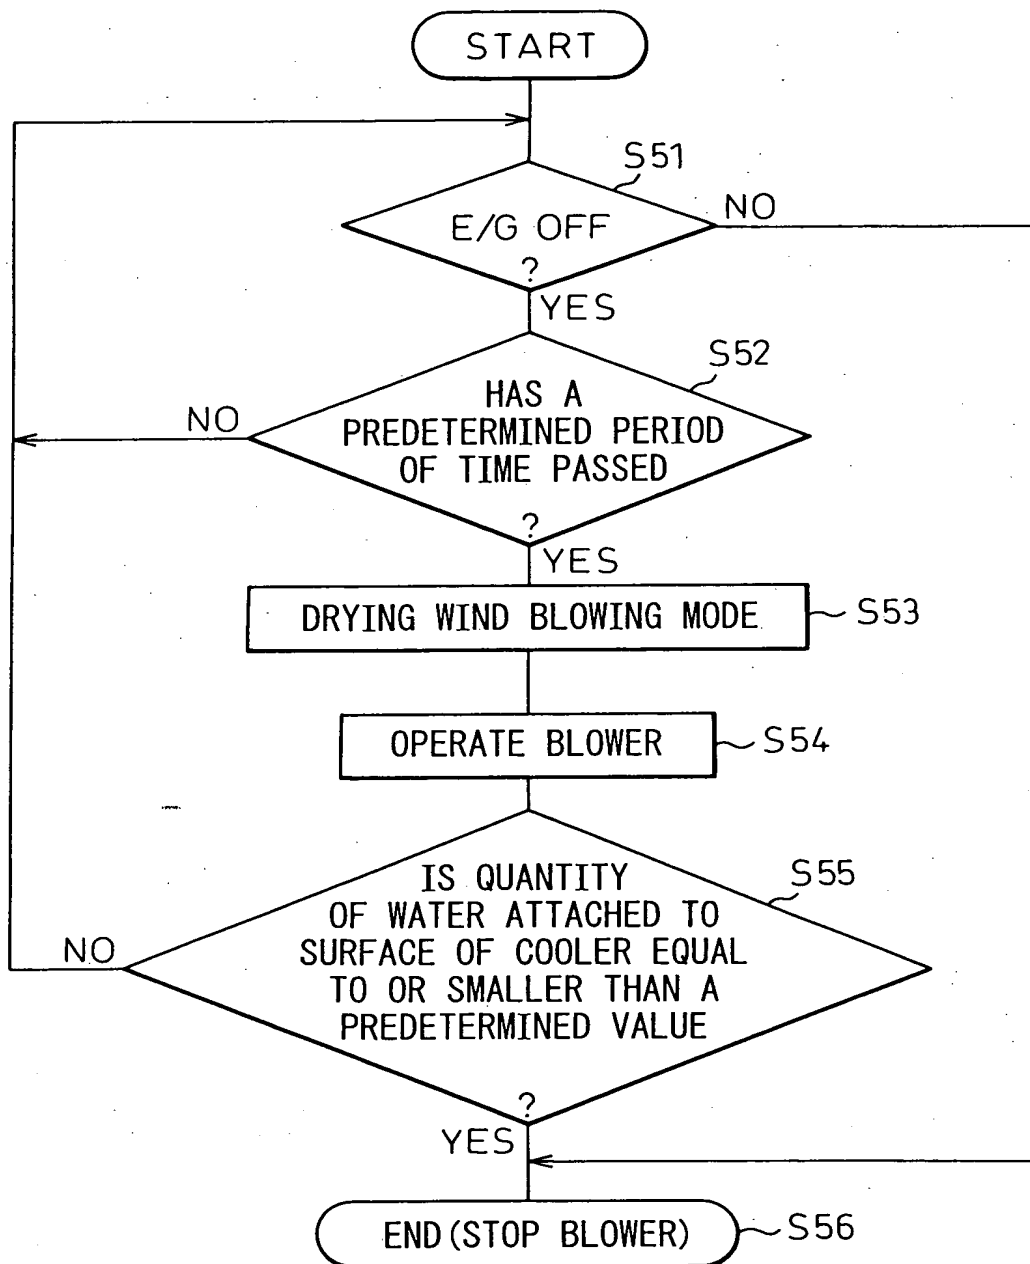 START
S51
E/G OFF
?
NO
YES
S52
HAS A
PREDETERMINED PERIOD
OF TIME PASSED
?
NO
YES
DRYING WIND BLOWING MODE
S53
OPERATE BLOWER
S54
S55
IS QUANTITY
OF WATER ATTACHED TO
SURFACE OF COOLER EQUAL
TO OR SMALLER THAN A
PREDETERMINED VALUE
?
NO
YES
END(STOP BLOWER)
S56